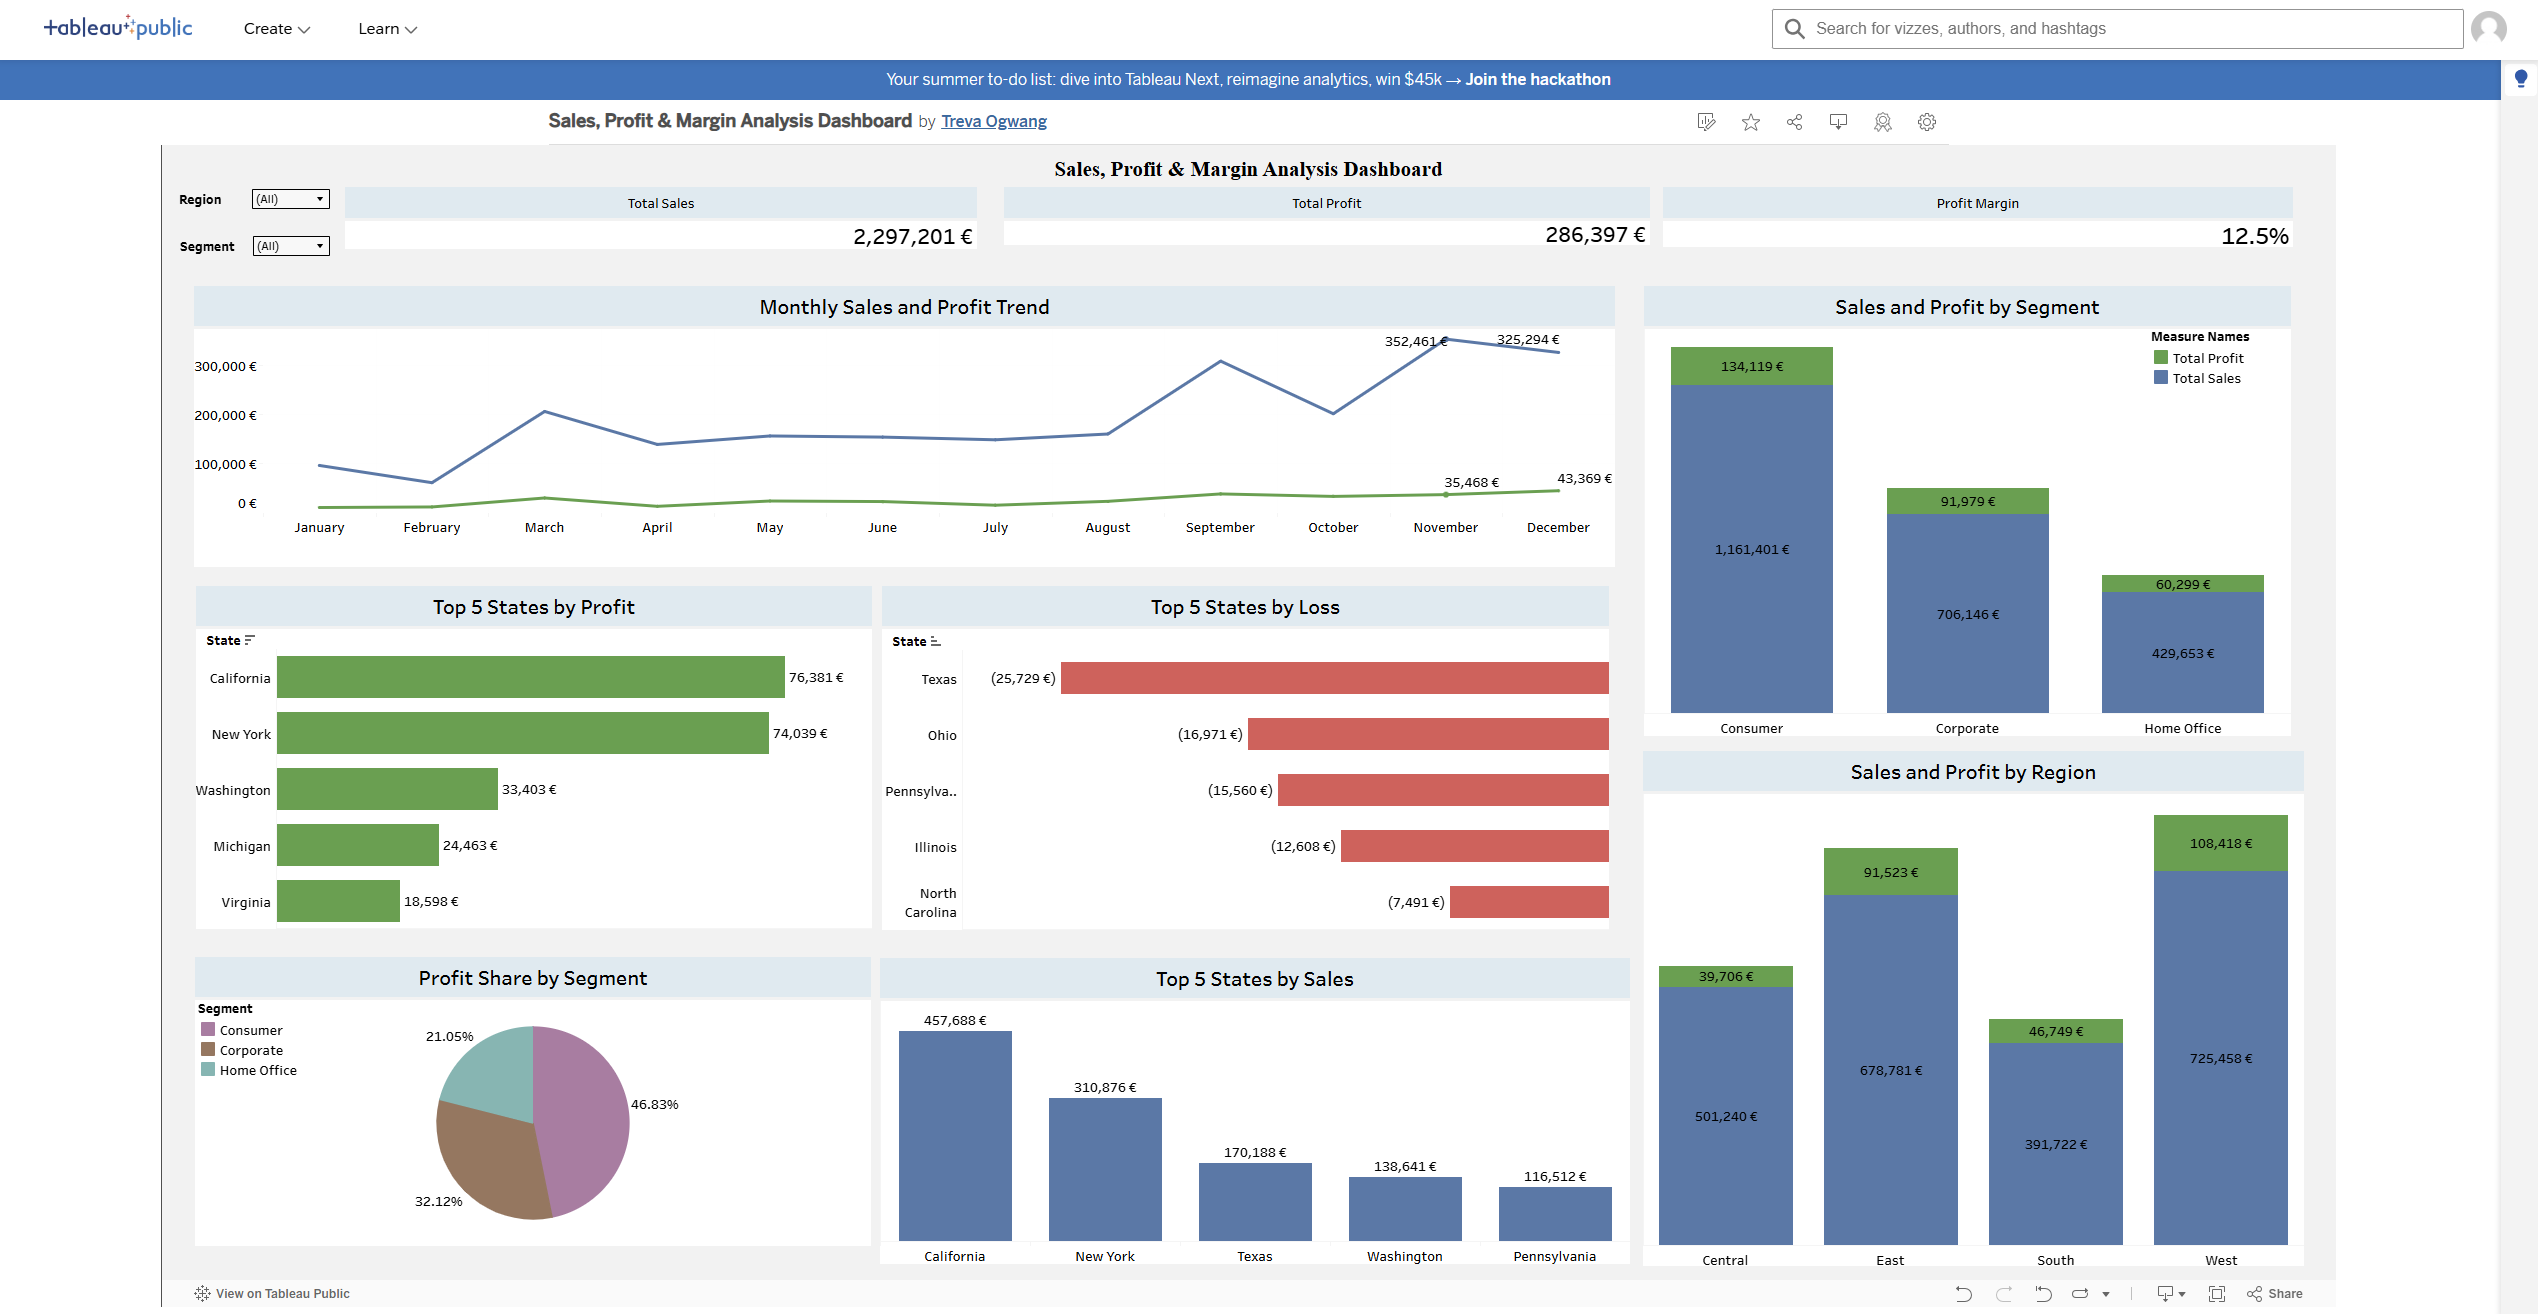 tableau public
Create
Learn
Search for vizzes, authors, and hashtags
Your summer to-do list: dive into Tableau Next, reimagine analytics, win $45k → Join the hackathon
Sales, Profit & Margin Analysis Dashboard by Treva Ogwang
Sales, Profit & Margin Analysis Dashboard
Region (All)
Segment (All)
Total Sales
2,297,201 €
Total Profit
286,397 €
Profit Margin
12.5%
Monthly Sales and Profit Trend
300,000 €
200,000 €
100,000 €
0 €
352,461 €
325,294 €
35,468 €
43,369 €
January February March April May June July August September October November December
Sales and Profit by Segment
Measure Names
Total Profit
Total Sales
134,119 €
1,161,401 €
91,979 €
706,146 €
60,299 €
429,653 €
Consumer Corporate Home Office
Top 5 States by Profit
State
California 76,381 €
New York 74,039 €
Washington 33,403 €
Michigan 24,463 €
Virginia 18,598 €
Top 5 States by Loss
State
Texas (25,729 €)
Ohio (16,971 €)
Pennsylva.. (15,560 €)
Illinois (12,608 €)
North
Carolina (7,491 €)
Sales and Profit by Region
39,706 €
501,240 €
91,523 €
678,781 €
46,749 €
391,722 €
108,418 €
725,458 €
Central East South West
Profit Share by Segment
Segment
Consumer
Corporate
Home Office
21.05%
46.83%
32.12%
Top 5 States by Sales
457,688 €
310,876 €
170,188 €
138,641 €
116,512 €
California New York Texas Washington Pennsylvania
View on Tableau Public
Share